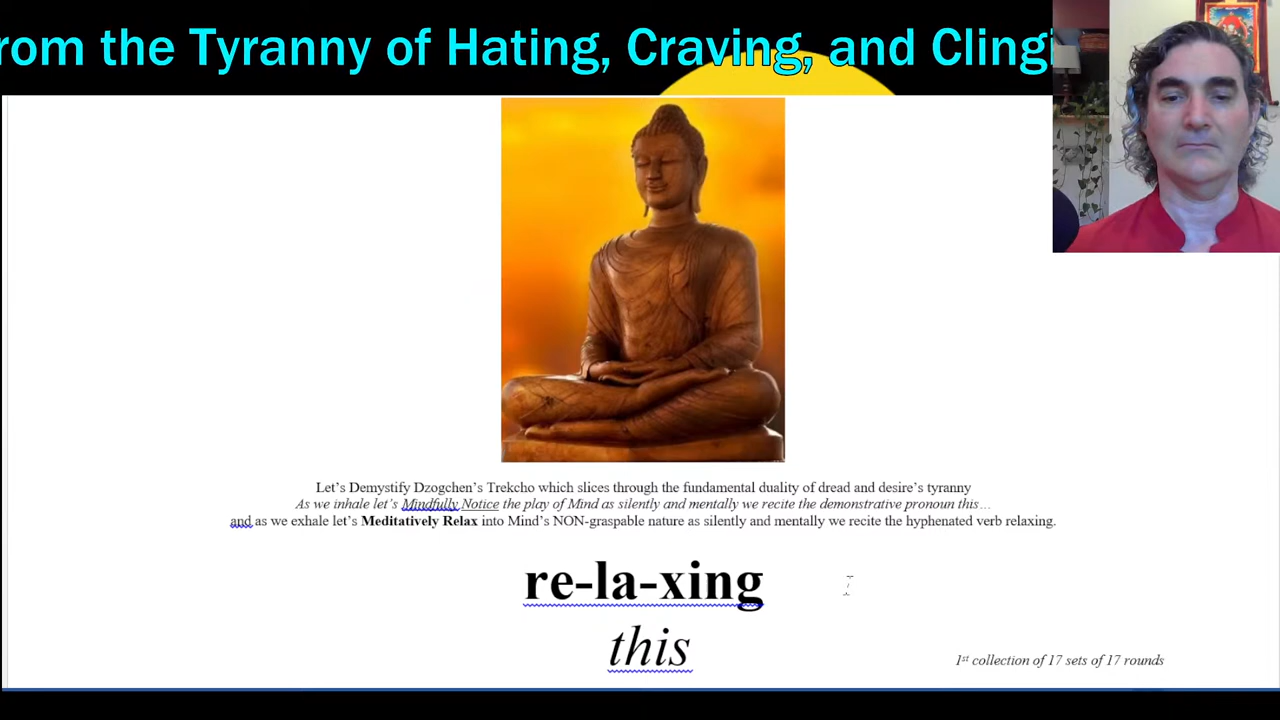 rom the Tyranny of Hating, Craving, and Clingi
Let's Demystify Dzogchen's Trekcho which slices through the fundamental duality of dread and desire's tyranny
As we inhale let's Mindfully Notice the play of Mind as silently and mentally we recite the demonstrative pronoun this…
and as we exhale let's Meditatively Relax into Mind's NON-graspable nature as silently and mentally we recite the hyphenated verb relaxing.
re-la-xing
this
1st collection of 17 sets of 17 rounds